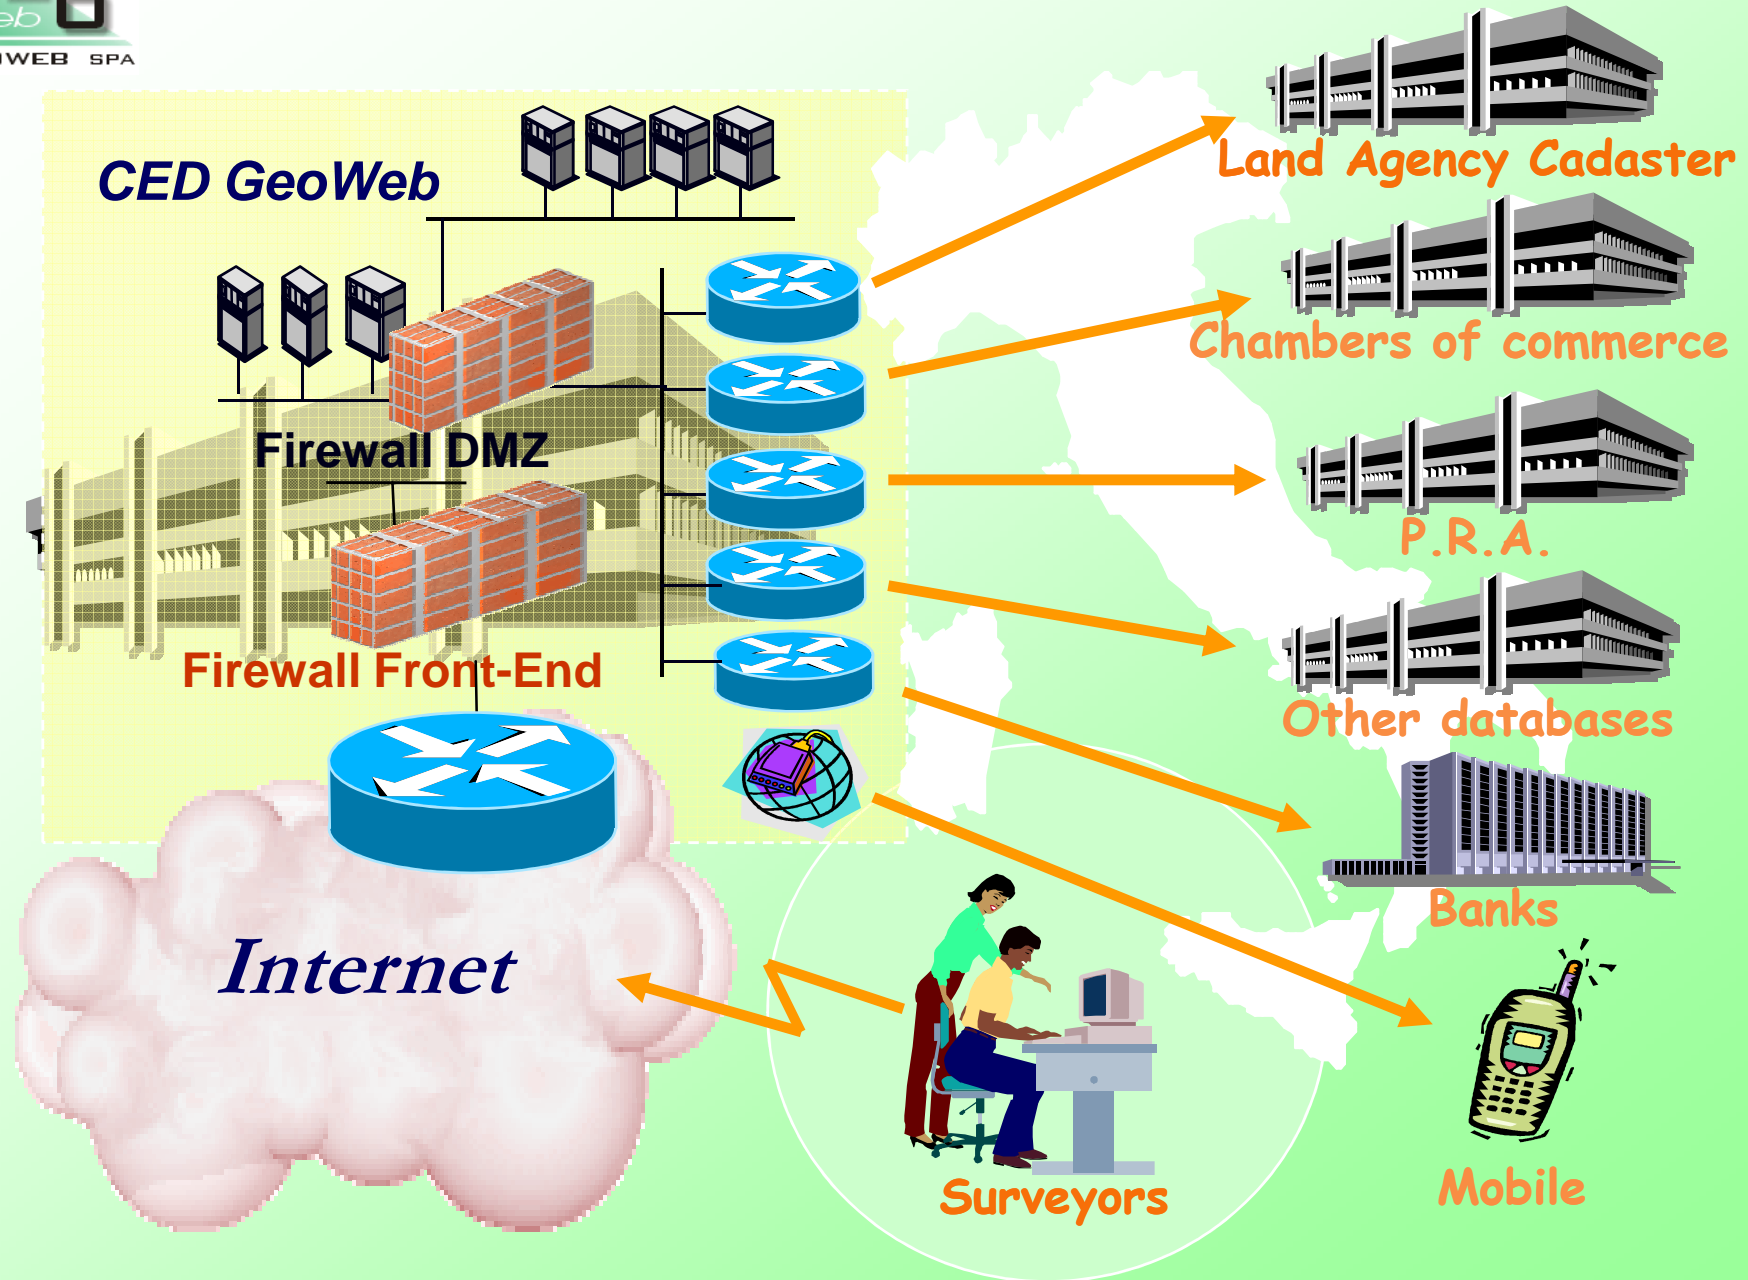 SPA
CED GeoWeb
Land Agency Cadaster
Chambers of commerce
Firewall DMZ
P.R.A.
Firewall Front-End
Other databases
Banks
Internet
Surveyors
Mobile